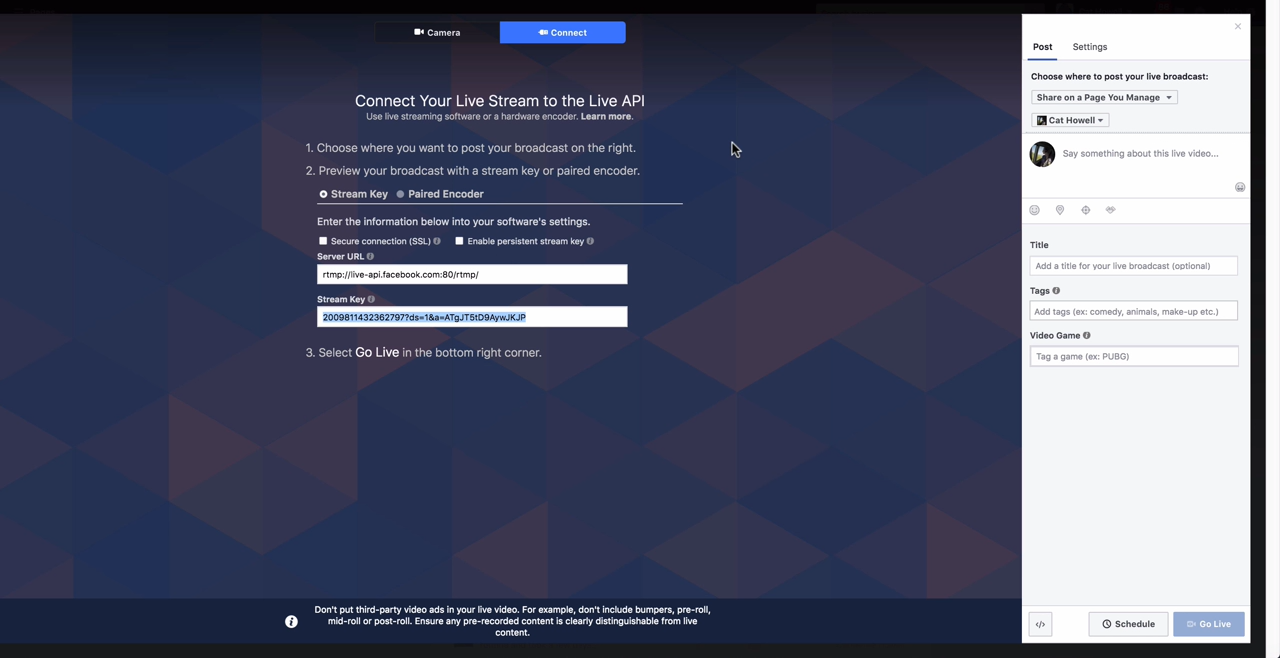 Camera
Connect
Connect Your Live Stream to the Live API
Use live streaming software or a hardware encoder. Learn more.
1. Choose where you want to post your broadcast on the right.
2. Preview your broadcast with a stream key or paired encoder.
Stream Key Paired Encoder
Enter the information below into your software's settings.
Secure connection (SSL) Enable persistent stream key
Server URL
rtmp://live-api.facebook.com:80/rtmp/
Stream Key
2009811432362797?ds=1&a=ATgJT5tD9AywJKJP
3. Select Go Live in the bottom right corner.
Don't put third-party video ads in your live video. For example, don't include bumpers, pre-roll,
mid-roll or post-roll. Ensure any pre-recorded content is clearly distinguishable from live
content.
Post Settings
Choose where to post your live broadcast:
Share on a Page You Manage
Cat Howell
Say something about this live video...
Title
Add a title for your live broadcast (optional)
Tags
Add tags (ex: comedy, animals, make-up etc.)
Video Game
Tag a game (ex: PUBG)
</> Schedule Go Live